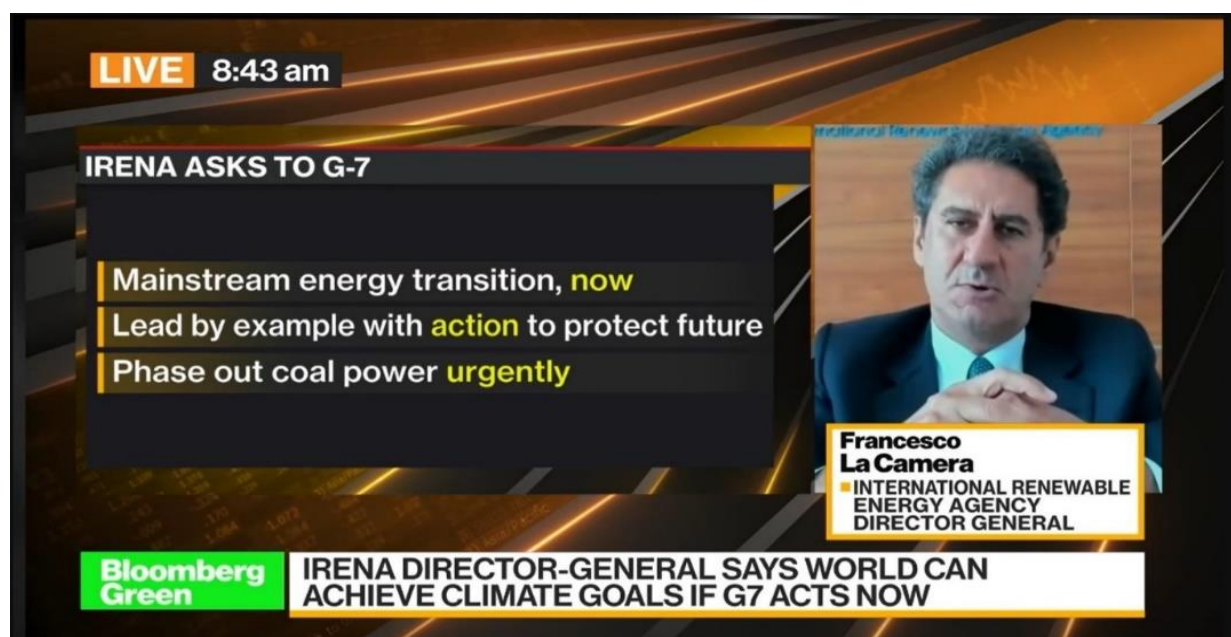 LIVE 8:43 am
IRENA ASKS TO G-7
Mainstream energy transition, now
Lead by example with action to protect future
Phase out coal power urgently
Agency
Francesco
La Camera
INTERNATIONAL RENEWABLE
ENERGY AGENCY
DIRECTOR GENERAL
Bloomberg
Green
IRENA DIRECTOR-GENERAL SAYS WORLD CAN
ACHIEVE CLIMATE GOALS IF G7 ACTS NOW